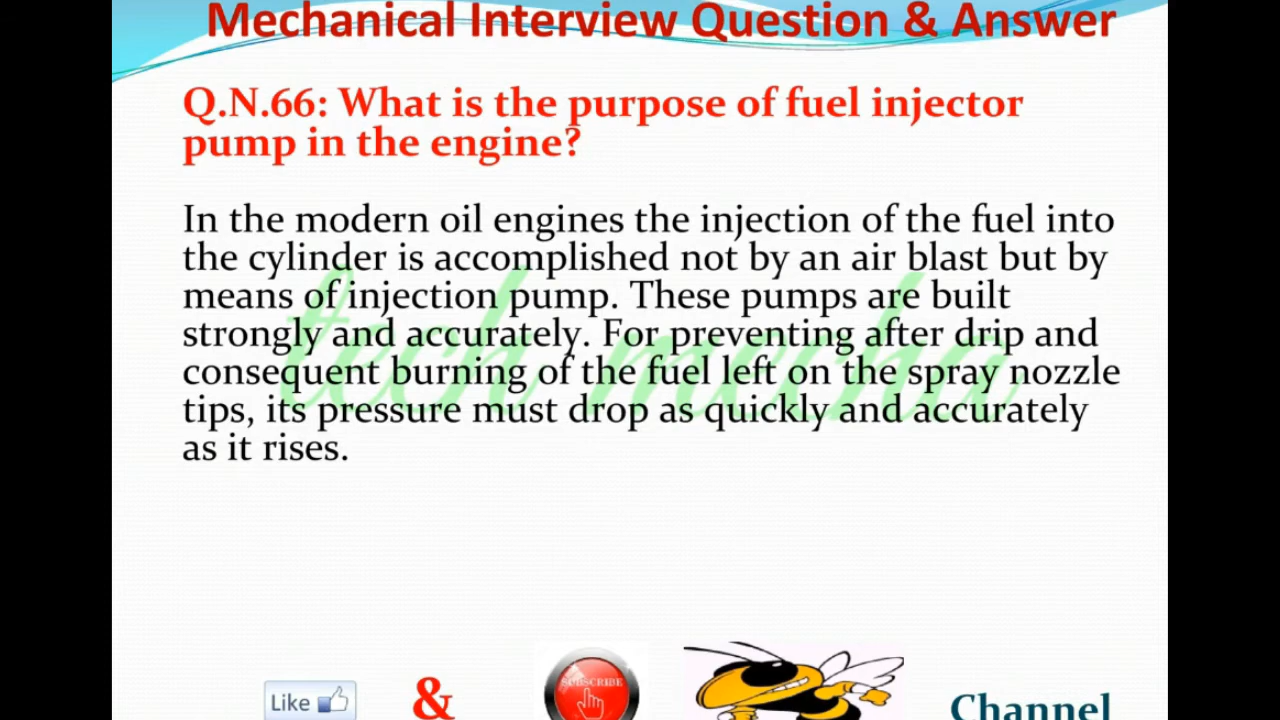 Mechanical Interview Question & Answer
Q.N.66: What is the purpose of fuel injector
pump in the engine?
In the modern oil engines the injection of the fuel into
the cylinder is accomplished not by an air blast but by
means of injection pump. These pumps are built
strongly and accurately. For preventing after drip and
consequent burning of the fuel left on the spray nozzle
tips, its pressure must drop as quickly and accurately
as it rises.
tech mecha
Like & SUBSCRIBE Channel